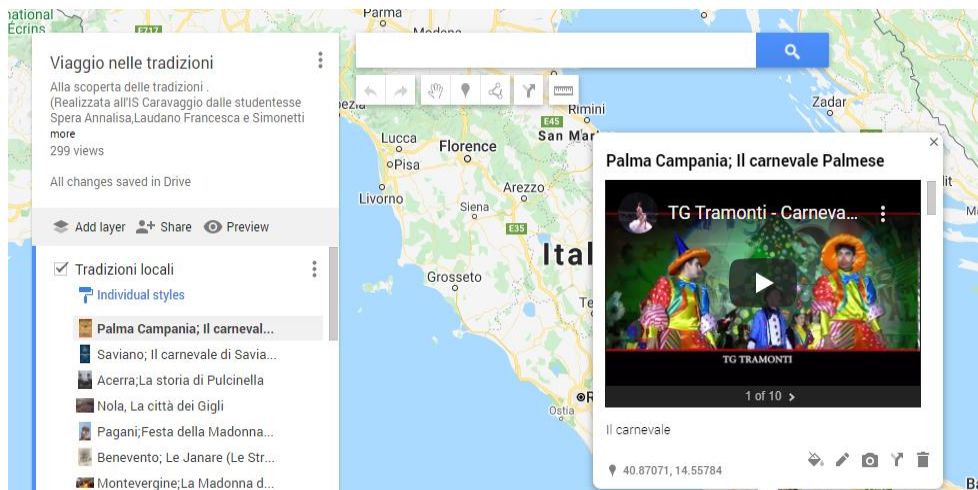 Viaggio nelle tradizioni
Alla scoperta delle tradizioni .
(Realizzata all'IS Caravaggio dalle studentesse
Spera Annalisa,Laudano Francesca e Simonetti
more
299 views
All changes saved in Drive
Add layer
Share
Preview
Tradizioni locali
Individual styles
Palma Campania; Il carneval...
Saviano; Il carnevale di Savia...
Acerra;La storia di Pulcinella
Nola, La città dei Gigli
Pagani;Festa della Madonna...
Benevento; Le Janare (Le Str...
Montevergine;La Madonna d...
Parma
Modena
E717
national
Écrins
Rimini
E45
San Mar
Zadar
Lucca
Florence
Pisa
Livorno
Arezzo
Siena
E35
Ital
Grosseto
Te
Ostia
Palma Campania; Il carnevale Palmese
TG Tramonti - Carneva...
TG TRAMONTI
1 of 10
Il carnevale
40.87071, 14.55784